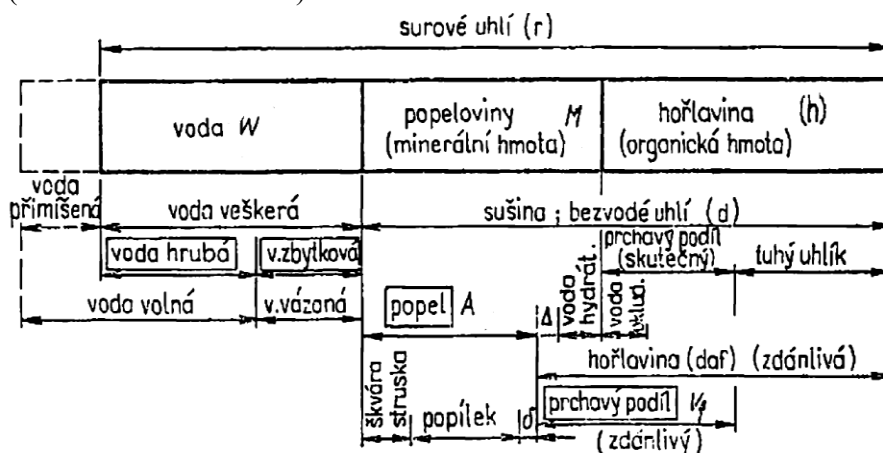 surové uhlí (r)
voda W
popeloviny M
(minerální hmota)
hořlavina (h)
(organická hmota)
voda
přimíšená
voda veškerá
sušina ; bezvodé uhlí (d)
voda hrubá
v.zbytková
prchavý podíl
(skutečný)
tuhý uhlík
voda volná
v.vázaná
popel A
Δ
voda
hydrát.
voda
oklud.
hořlavina (daf) (zdánlivá)
škvára
struska
popílek
δ
prchavý podíl
(zdánlivý)